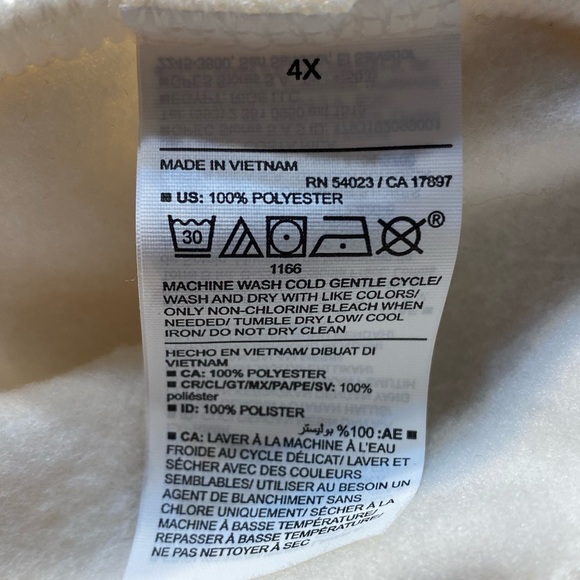 4X
MADE IN VIETNAM
RN 54023 / CA 17897
US: 100% POLYESTER
30
®
1166
MACHINE WASH COLD GENTLE CYCLE/
WASH AND DRY WITH LIKE COLORS/
ONLY NON-CHLORINE BLEACH WHEN
NEEDED/ TUMBLE DRY LOW/ COOL
IRON/ DO NOT DRY CLEAN
HECHO EN VIETNAM/ DIBUAT DI
VIETNAM
CA: 100% POLYESTER
CR/CL/GT/MX/PA/PE/SV: 100%
poliéster
ID: 100% POLISTER
AE: 100% بوليستر
CA: LAVER À LA MACHINE À L'EAU
FROIDE AU CYCLE DÉLICAT/ LAVER ET
SÉCHER AVEC DES COULEURS
SEMBLABLES/ UTILISER AU BESOIN UN
AGENT DE BLANCHIMENT SANS
CHLORE UNIQUEMENT/ SÉCHER À LA
MACHINE À BASSE TEMPÉRATURE/
REPASSER À BASSE TEMPÉRATURE/
NE PAS NETTOYER À SEC